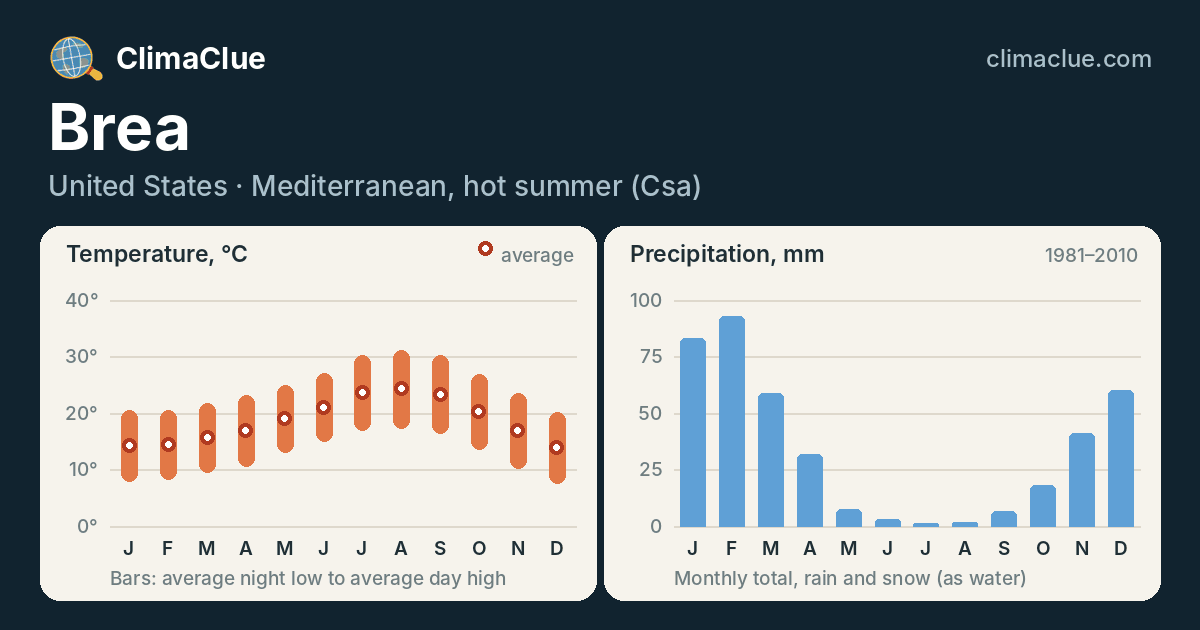 ClimaClue
climaclue.com
Brea
United States · Mediterranean, hot summer (Csa)
Temperature, °C
average
40°
30°
20°
10°
0°
J F M A M J J A S O N D
Bars: average night low to average day high
Precipitation, mm
1981–2010
100
75
50
25
0
J F M A M J J A S O N D
Monthly total, rain and snow (as water)